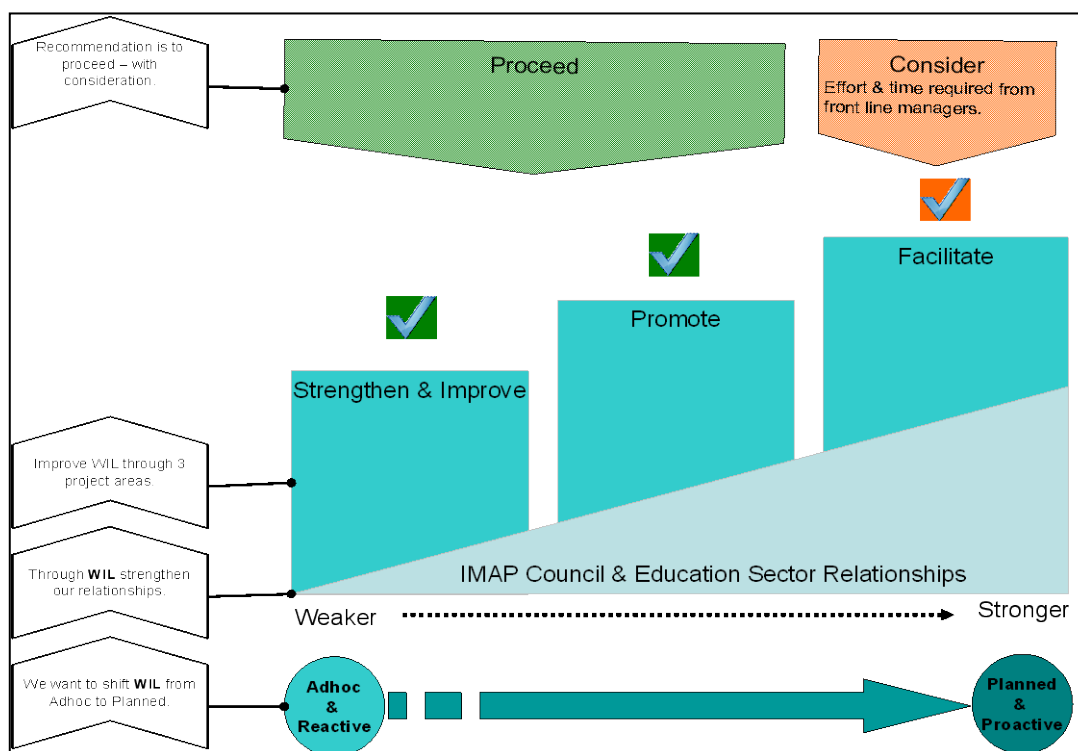 Recommendation is to
proceed – with
consideration.
Proceed
Consider
Effort & time required from
front line managers.
Facilitate
Promote
Strengthen & Improve
Improve WIL through 3
project areas.
Through WIL strengthen
our relationships.
IMAP Council & Education Sector Relationships
Weaker
Stronger
We want to shift WIL from
Adhoc to Planned.
Adhoc
&
Reactive
Planned
&
Proactive